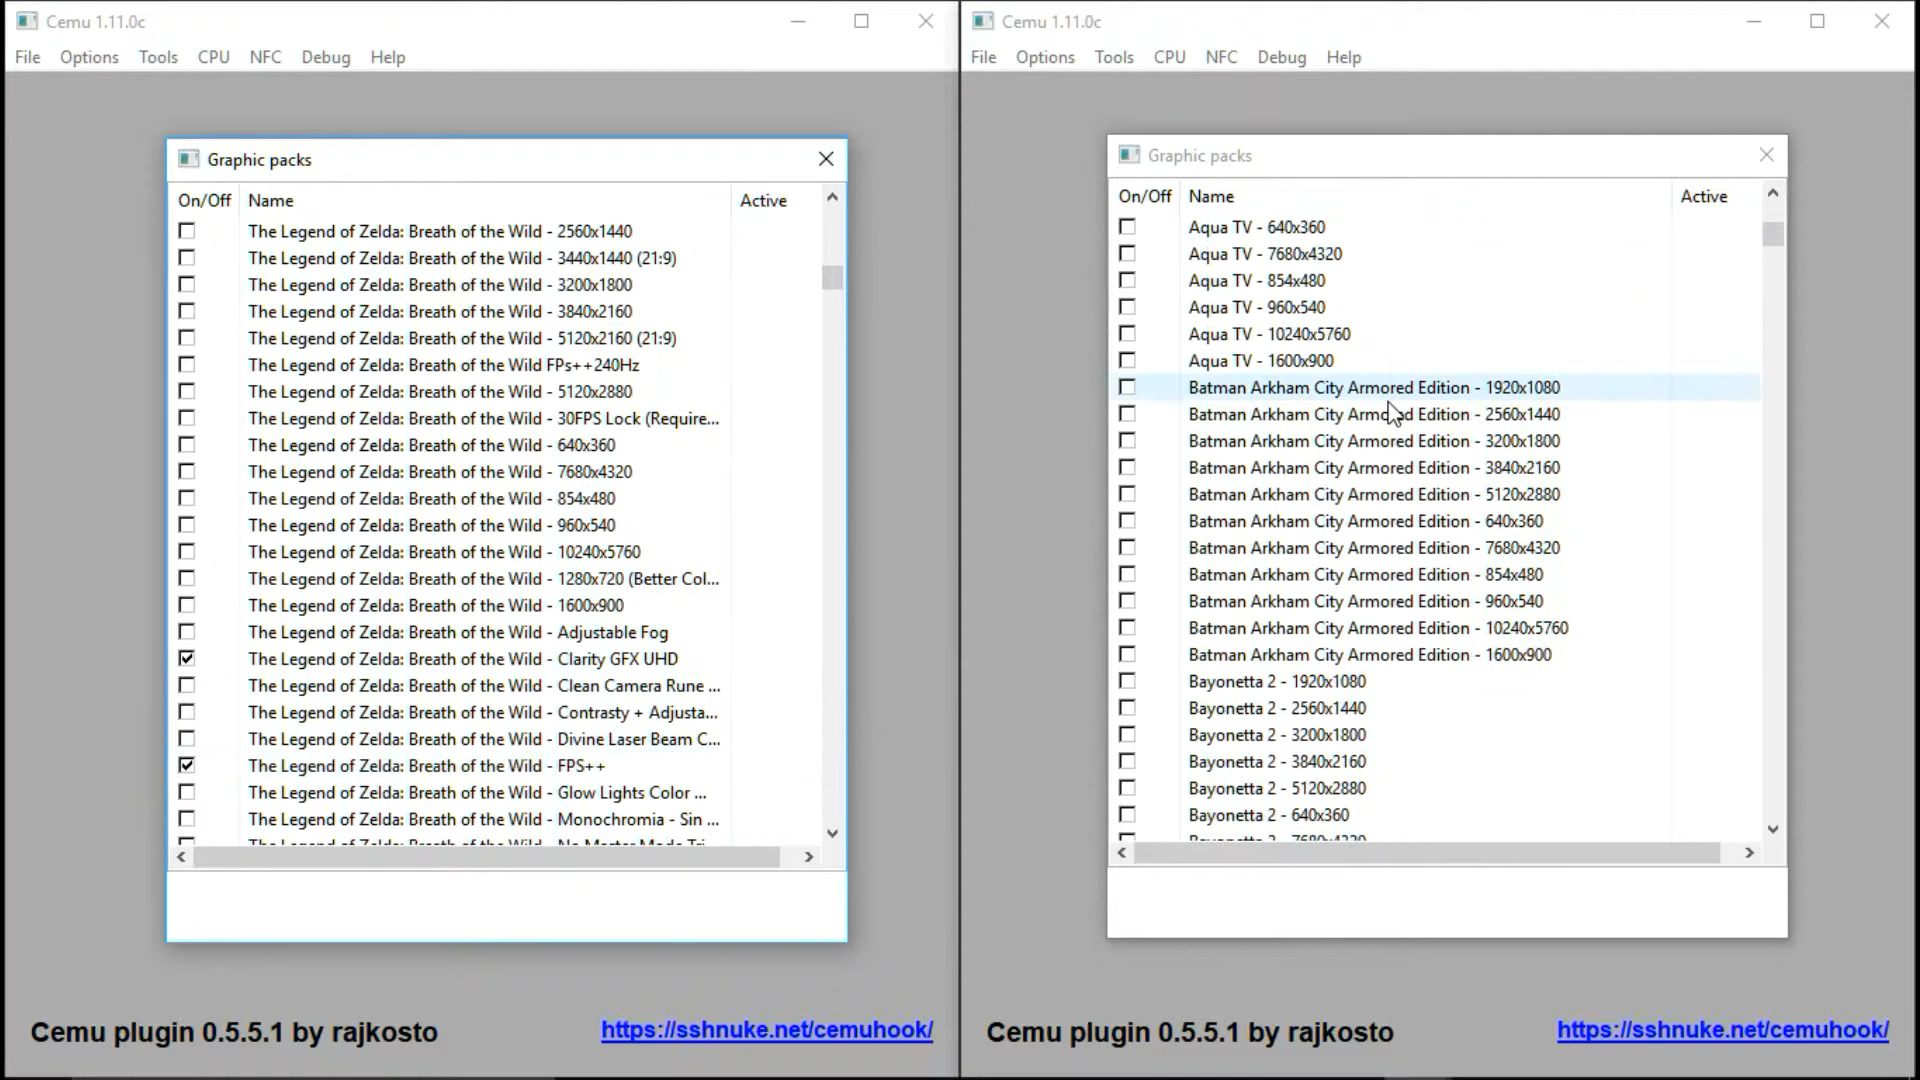 Cemu 1.11.0c
File Options Tools CPU NFC Debug Help
Graphic packs
On/Off Name Active
The Legend of Zelda: Breath of the Wild - 2560x1440
The Legend of Zelda: Breath of the Wild - 3440x1440 (21:9)
The Legend of Zelda: Breath of the Wild - 3200x1800
The Legend of Zelda: Breath of the Wild - 3840x2160
The Legend of Zelda: Breath of the Wild - 5120x2160 (21:9)
The Legend of Zelda: Breath of the Wild FPs++240Hz
The Legend of Zelda: Breath of the Wild - 5120x2880
The Legend of Zelda: Breath of the Wild - 30FPS Lock (Require...
The Legend of Zelda: Breath of the Wild - 640x360
The Legend of Zelda: Breath of the Wild - 7680x4320
The Legend of Zelda: Breath of the Wild - 854x480
The Legend of Zelda: Breath of the Wild - 960x540
The Legend of Zelda: Breath of the Wild - 10240x5760
The Legend of Zelda: Breath of the Wild - 1280x720 (Better Col...
The Legend of Zelda: Breath of the Wild - 1600x900
The Legend of Zelda: Breath of the Wild - Adjustable Fog
The Legend of Zelda: Breath of the Wild - Clarity GFX UHD
The Legend of Zelda: Breath of the Wild - Clean Camera Rune ...
The Legend of Zelda: Breath of the Wild - Contrasty + Adjusta...
The Legend of Zelda: Breath of the Wild - Divine Laser Beam C...
The Legend of Zelda: Breath of the Wild - FPS++
The Legend of Zelda: Breath of the Wild - Glow Lights Color ...
The Legend of Zelda: Breath of the Wild - Monochromia - Sin ...
The Legend of Zelda: Breath of the Wild - No Master Mode Tri...
Cemu plugin 0.5.5.1 by rajkosto
https://sshnuke.net/cemuhook/
Cemu 1.11.0c
File Options Tools CPU NFC Debug Help
Graphic packs
On/Off Name Active
Aqua TV - 640x360
Aqua TV - 7680x4320
Aqua TV - 854x480
Aqua TV - 960x540
Aqua TV - 10240x5760
Aqua TV - 1600x900
Batman Arkham City Armored Edition - 1920x1080
Batman Arkham City Armored Edition - 2560x1440
Batman Arkham City Armored Edition - 3200x1800
Batman Arkham City Armored Edition - 3840x2160
Batman Arkham City Armored Edition - 5120x2880
Batman Arkham City Armored Edition - 640x360
Batman Arkham City Armored Edition - 7680x4320
Batman Arkham City Armored Edition - 854x480
Batman Arkham City Armored Edition - 960x540
Batman Arkham City Armored Edition - 10240x5760
Batman Arkham City Armored Edition - 1600x900
Bayonetta 2 - 1920x1080
Bayonetta 2 - 2560x1440
Bayonetta 2 - 3200x1800
Bayonetta 2 - 3840x2160
Bayonetta 2 - 5120x2880
Bayonetta 2 - 640x360
Bayonetta 2 - 7680x4320
Cemu plugin 0.5.5.1 by rajkosto
https://sshnuke.net/cemuhook/